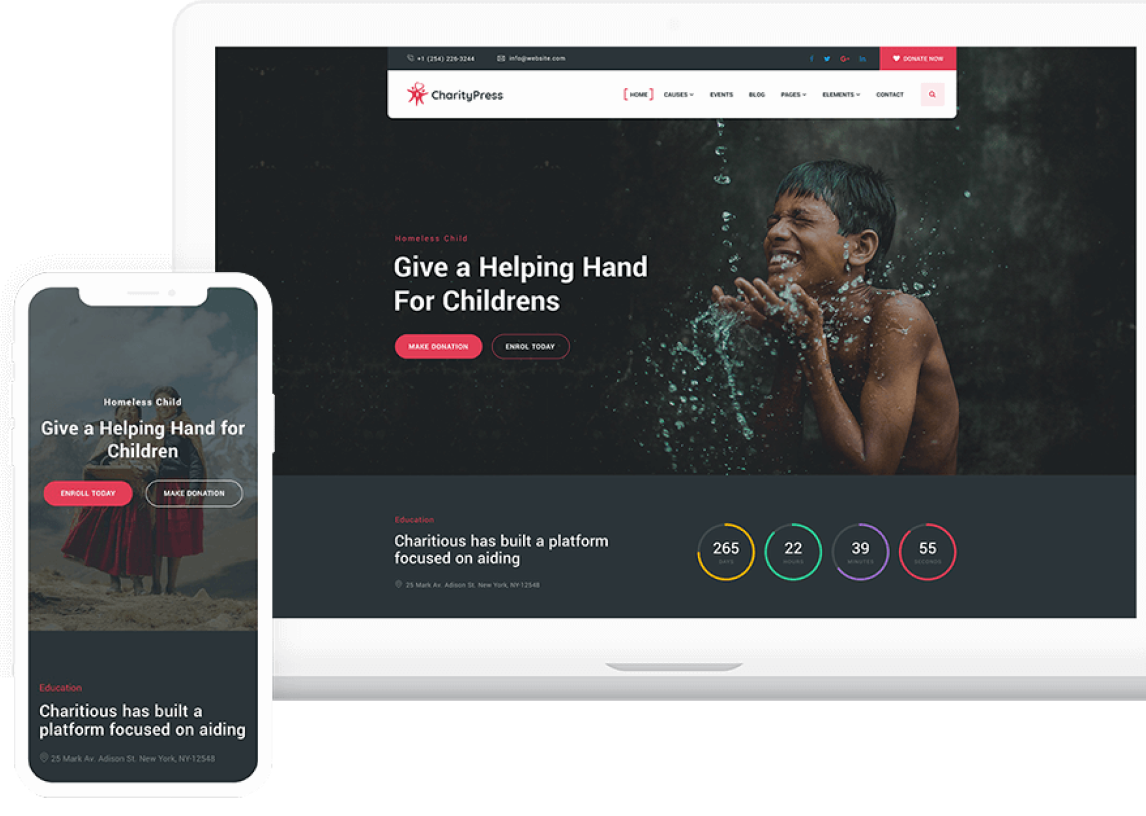 +1 (254) 226-3244
info@website.com
DONATE NOW
CharityPress
HOME
CAUSES
EVENTS
BLOG
PAGES
ELEMENTS
CONTACT
Homeless Child
Give a Helping Hand
For Childrens
MAKE DONATION
ENROL TODAY
Education
Charitious has built a platform
focused on aiding
25 Mark Av. Adison St. New York, NY-12548
265
DAYS
22
HOURS
39
MINUTES
55
SECONDS
Homeless Child
Give a Helping Hand for
Children
ENROLL TODAY
MAKE DONATION
Education
Charitious has built a
platform focused on aiding
25 Mark Av. Adison St. New York, NY-12548